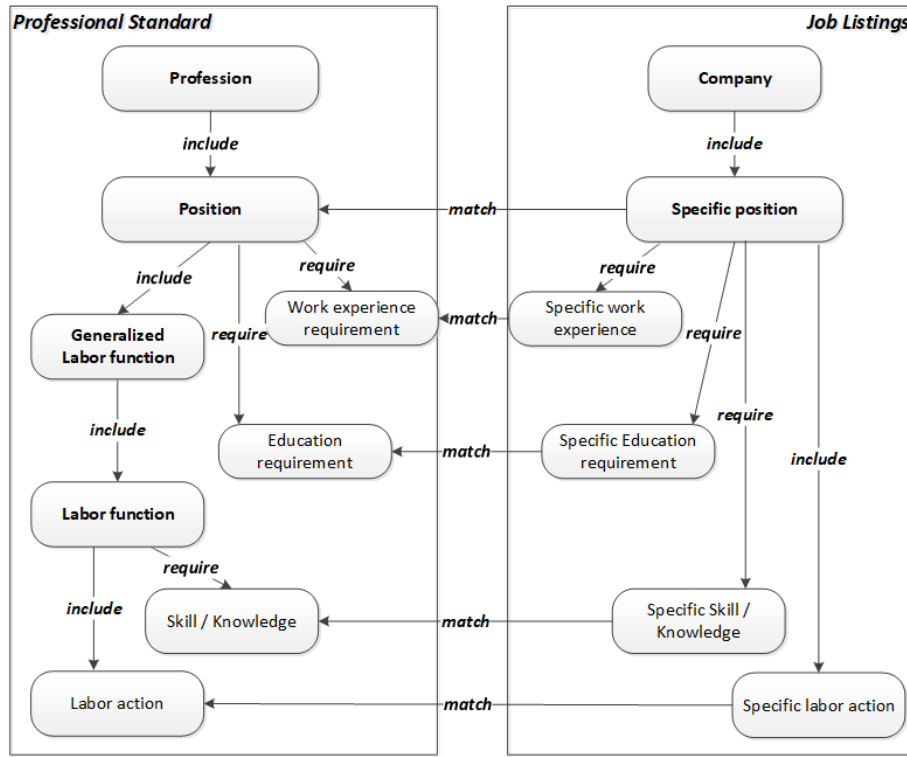 Professional Standard
Job Listings
Profession
Company
include
include
Position
match
Specific position
include
require
require
Work experience
requirement
match
Specific work
experience
Generalized
Labor function
require
require
include
require
Education
requirement
match
Specific Education
requirement
include
Labor function
require
include
Skill / Knowledge
match
Specific Skill /
Knowledge
Labor action
match
Specific labor action